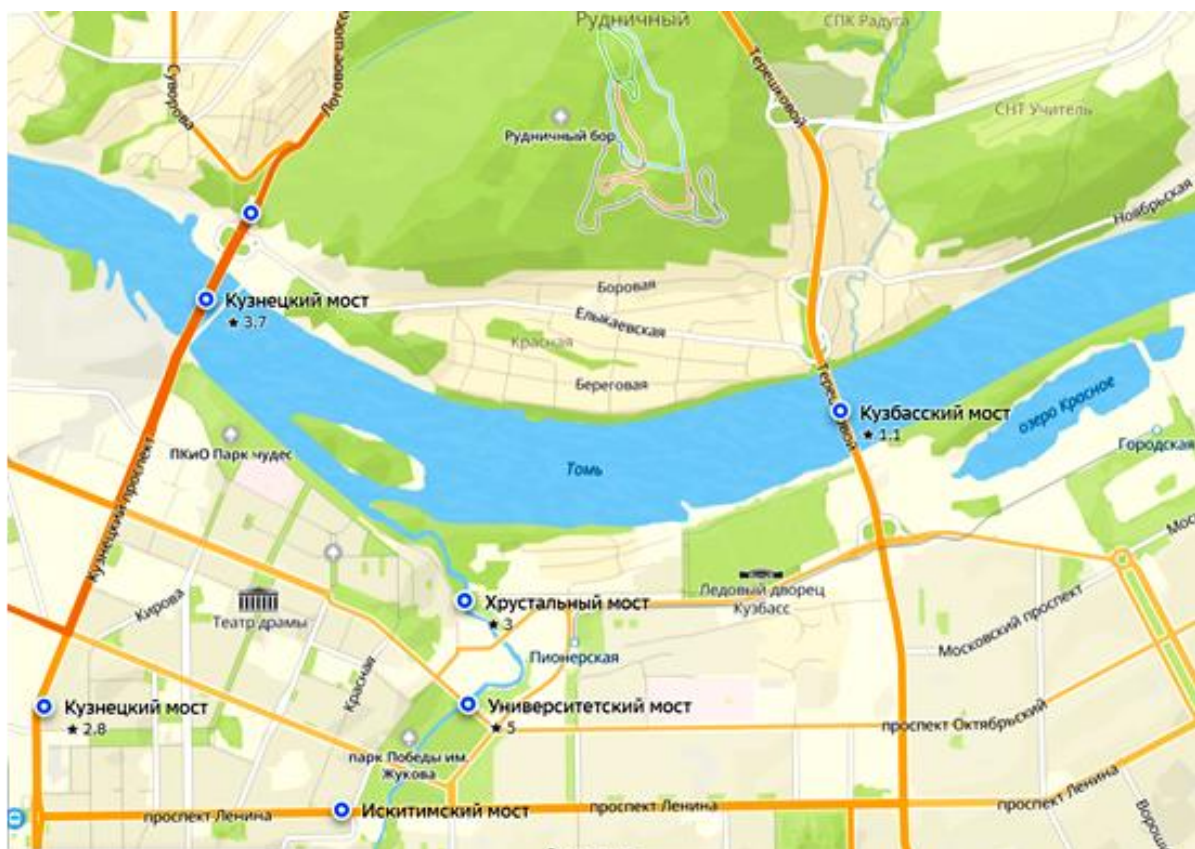 Рудничный
СПК Радуга
Суворова
Логовое шоссе
Терешковой
СНТ Учитель
Рудничный бор
Ноябрьская
Кузнецкий мост
★ 3.7
Боровая
Елыкаевская
Красная
Береговая
Терешковой
Кузбасский мост
★ 1.1
озеро Красное
Городская
ПКиО Парк чудес
Томь
Кузнецкий проспект
Мос
Кирова
Театр драмы
Хрустальный мост
★ 3
Ледовый дворец
Кузбасс
Московский проспект
Пионерская
Красная
Кузнецкий мост
★ 2.8
Университетский мост
★ 5
проспект Октябрьский
парк Победы им.
Жукова
проспект Ленина
Искитимский мост
проспект Ленина
проспект Ленина
Вороши